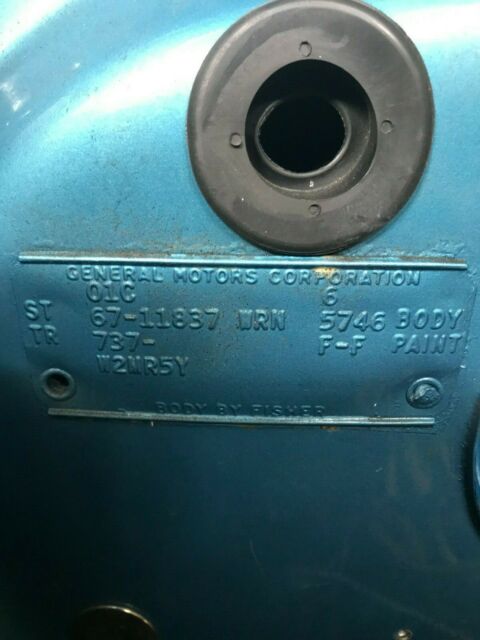 GENERAL MOTORS CORPORATION
01C 6
ST 67-11837 WRN 5746 BODY
TR 737- F-F PAINT
W2MR5Y
BODY BY FISHER